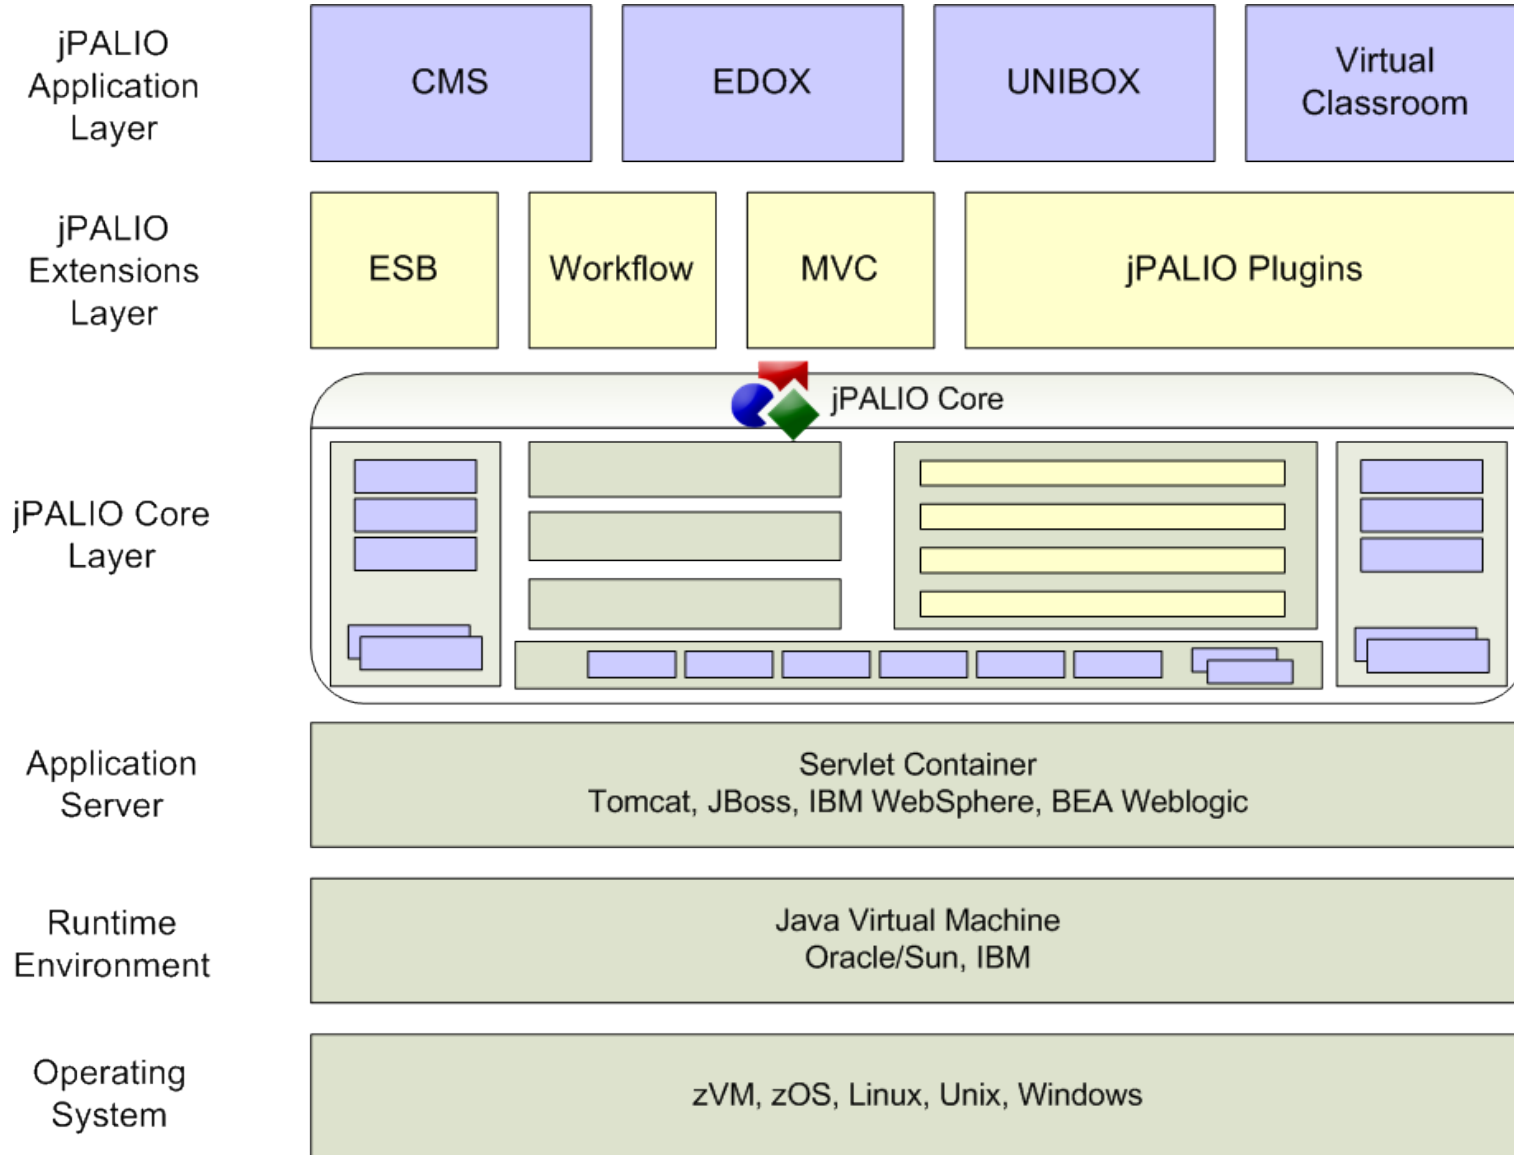 jPALIO
Application
Layer
CMS
EDOX
UNIBOX
Virtual
Classroom
jPALIO
Extensions
Layer
ESB
Workflow
MVC
jPALIO Plugins
jPALIO Core
jPALIO Core
Layer
Application
Server
Servlet Container
Tomcat, JBoss, IBM WebSphere, BEA Weblogic
Runtime
Environment
Java Virtual Machine
Oracle/Sun, IBM
Operating
System
zVM, zOS, Linux, Unix, Windows